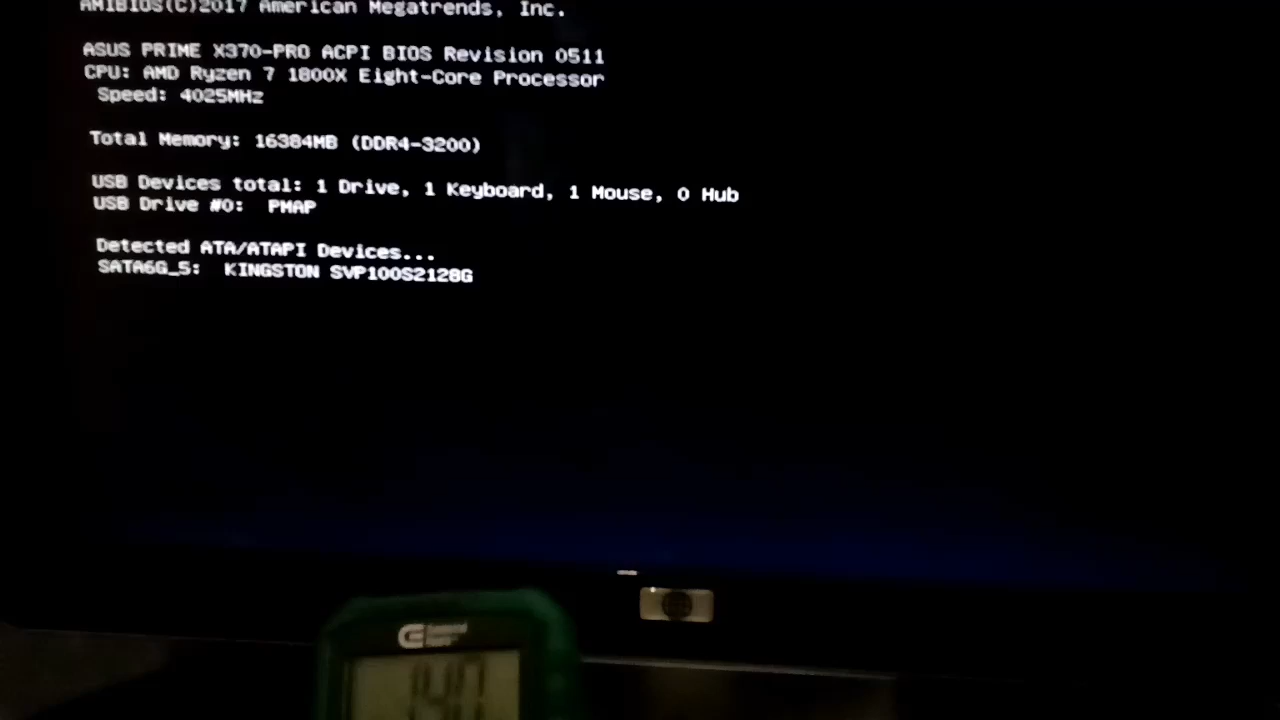 AMIBIOS(C)2017 American Megatrends, Inc.
ASUS PRIME X370-PRO ACPI BIOS Revision 0511
CPU: AMD Ryzen 7 1800X Eight-Core Processor
Speed: 4025MHz
Total Memory: 16384MB (DDR4-3200)
USB Devices total: 1 Drive, 1 Keyboard, 1 Mouse, 0 Hub
USB Drive #0: PMAP
Detected ATA/ATAPI Devices...
SATA6G_5: KINGSTON SVP100S2128G